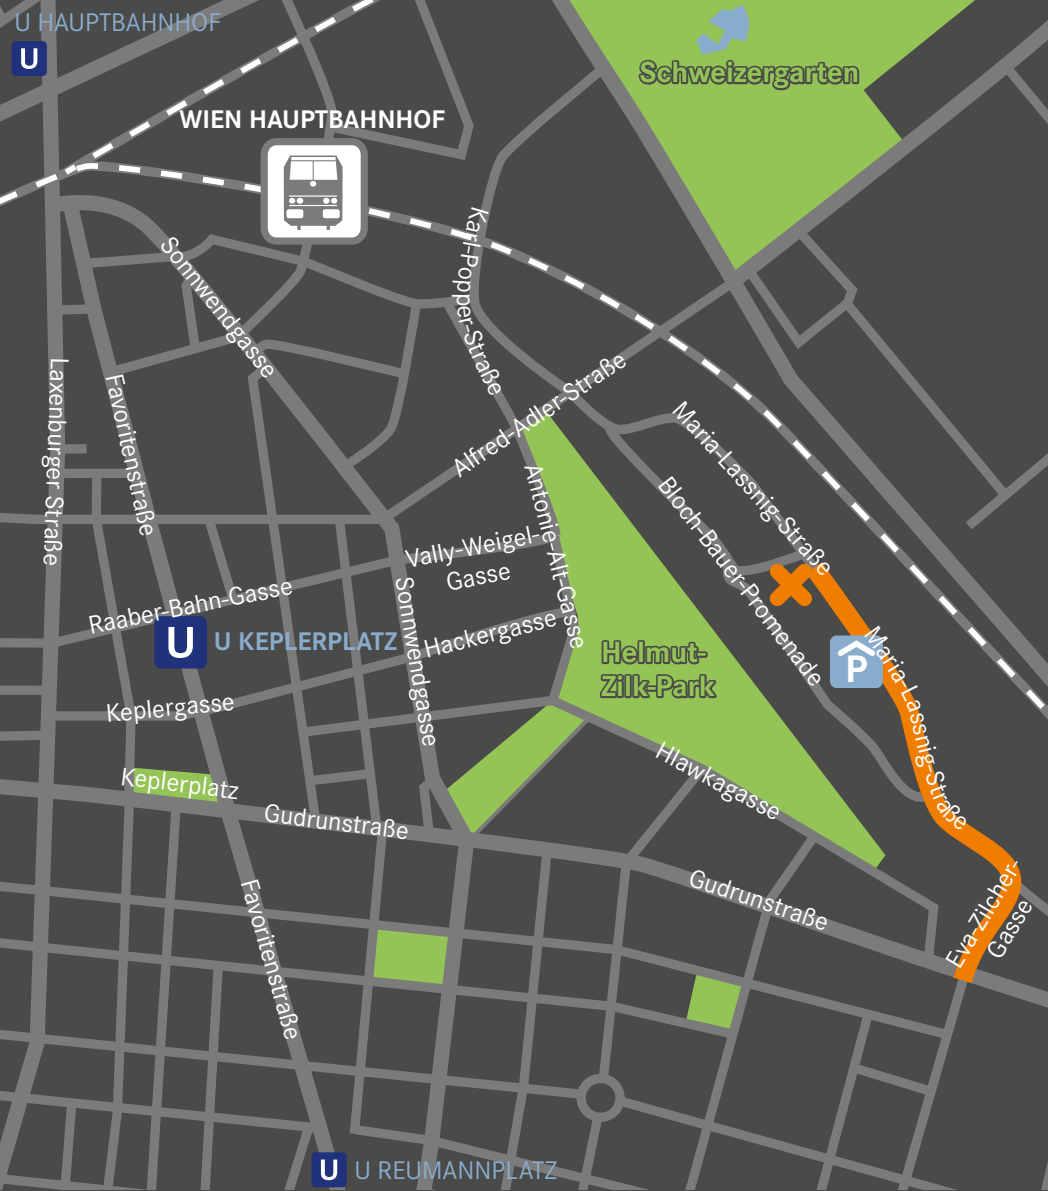 U HAUPTBAHNHOF
U
Schweizergarten
WIEN HAUPTBAHNHOF
Karl-Popper-Straße
Sonnwendgasse
Laxenburger Straße
Favoritenstraße
Alfred-Adler-Straße
Maria-Lassnig-Straße
Antonie-Alt-Gasse
Bloch-Bauer-Promenade
Vally-Weigel-
Gasse
Raaber-Bahn-Gasse
Sonnwendgasse
Hackergasse
U
U KEPLERPLATZ
Helmut-
Zilk-Park
P
Maria-Lassnig-Straße
Keplergasse
Hlawkagasse
Keplerplatz
Gudrunstraße
Gudrunstraße
Favoritenstraße
Eva-Zilcher-
Gasse
U
U REUMANNPLATZ